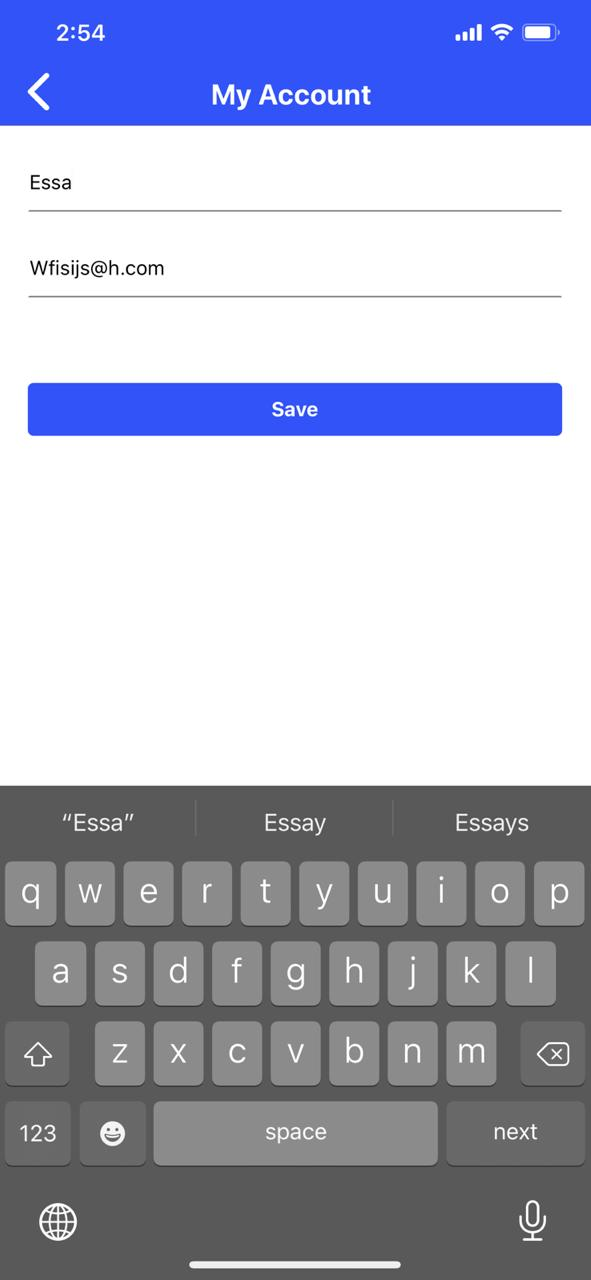 2:54
My Account
Essa
Wfisijs@h.com
Save
“Essa” Essay Essays
q w e r t y u i o p
a s d f g h j k l
z x c v b n m
123 space next